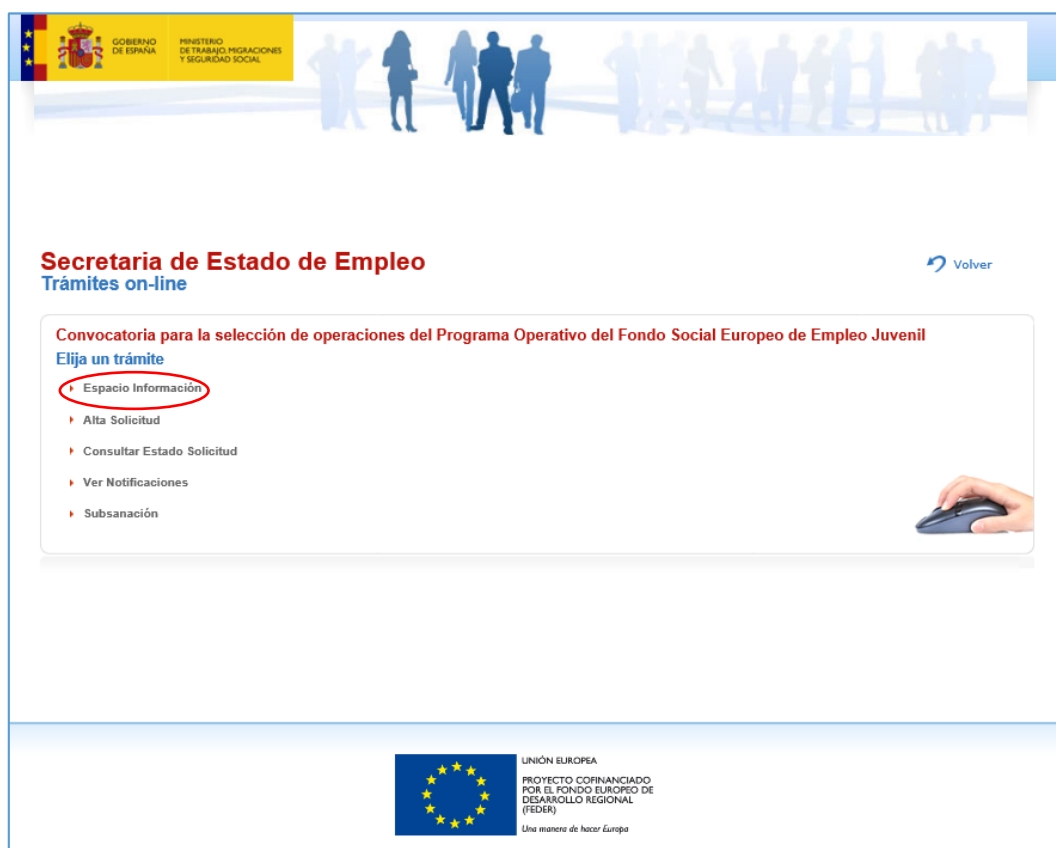 GOBIERNO
DE ESPAÑA
MINISTERIO
DE TRABAJO, MIGRACIONES
Y SEGURIDAD SOCIAL
Secretaria de Estado de Empleo
Volver
Trámites on-line
Convocatoria para la selección de operaciones del Programa Operativo del Fondo Social Europeo de Empleo Juvenil
Elija un trámite
Espacio Información
Alta Solicitud
Consultar Estado Solicitud
Ver Notificaciones
Subsanación
UNIÓN EUROPEA
PROYECTO COFINANCIADO
POR EL FONDO EUROPEO DE
DESARROLLO REGIONAL
(FEDER)
Una manera de hacer Europa